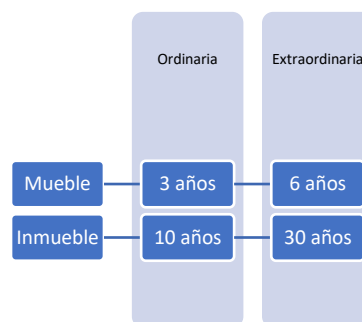 Ordinaria Extraordinaria
Mueble 3 años 6 años
Inmueble 10 años 30 años